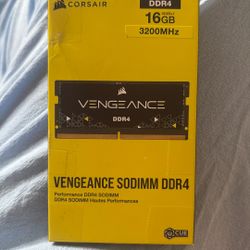 CORSAIR
DDR4
16GB
3200MHz
VENGEANCE
DDR4
VENGEANCE SODIMM DDR4
Performance DDR4 SODIMM
DDR4 SODIMM Hautes Performances